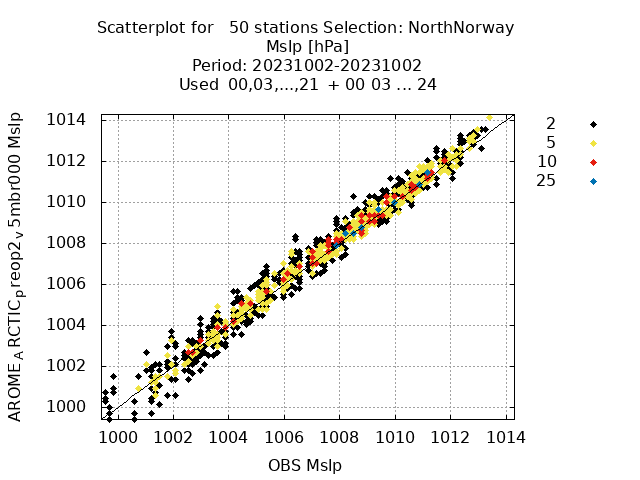 Scatterplot for 50 stations Selection: NorthNorway
Mslp [hPa]
Period: 20231002-20231002
Used 00,03,...,21 + 00 03 ... 24
AROME_ARCTIC_preop2_v5mbr000 Mslp
1014
1012
1010
1008
1006
1004
1002
1000
1000 1002 1004 1006 1008 1010 1012 1014
OBS Mslp
2
5
10
25